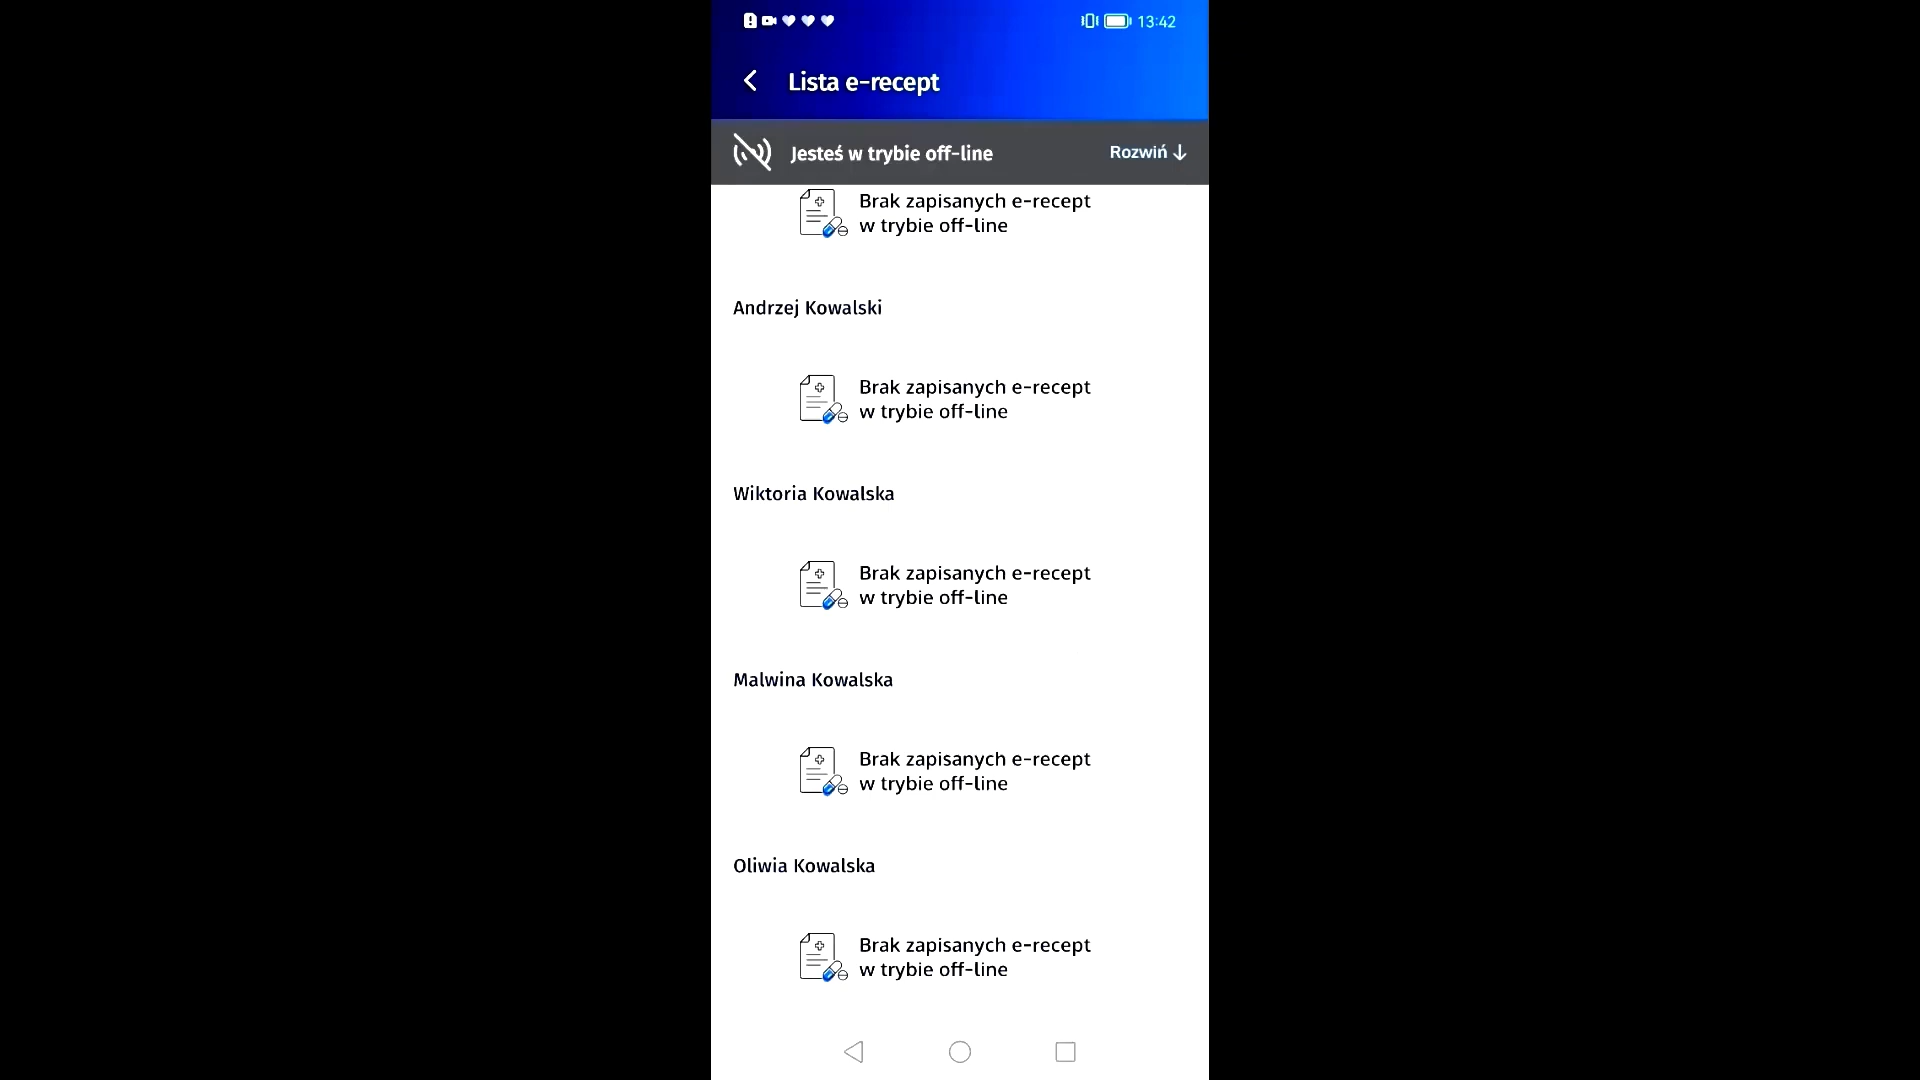 13:42
Lista e-recept
Jesteś w trybie off-line
Rozwiń ↓
Brak zapisanych e-recept
w trybie off-line
Andrzej Kowalski
Brak zapisanych e-recept
w trybie off-line
Wiktoria Kowalska
Brak zapisanych e-recept
w trybie off-line
Malwina Kowalska
Brak zapisanych e-recept
w trybie off-line
Oliwia Kowalska
Brak zapisanych e-recept
w trybie off-line